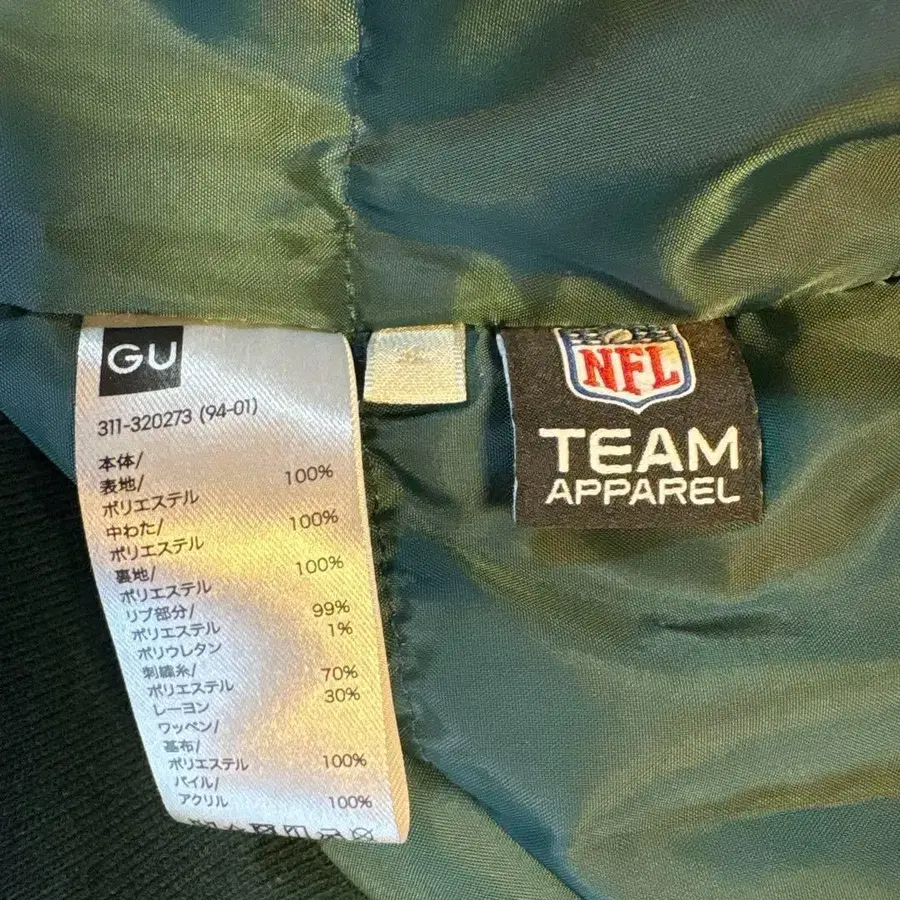 GU
311-320273 (94-01)
本体/
表地/
ポリエステル 100%
中わた/
ポリエステル 100%
裏地/
ポリエステル 100%
リブ部分/
ポリエステル 99%
ポリウレタン 1%
刺繍糸/
ポリエステル 70%
レーヨン 30%
ワッペン/
基布/
ポリエステル 100%
パイル/
アクリル 100%
NFL
TEAM
APPAREL